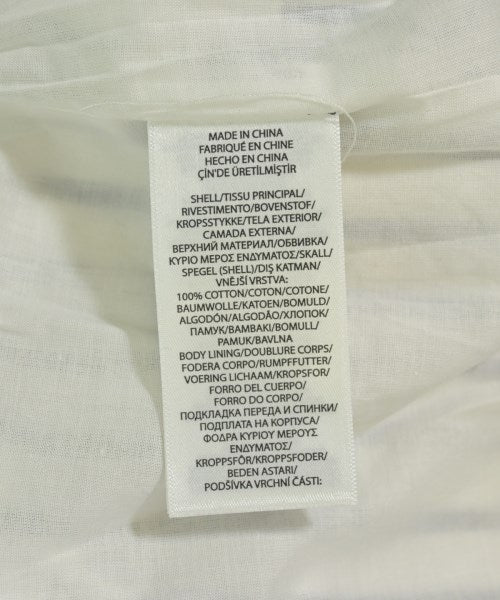 MADE IN CHINA
FABRIQUÉ EN CHINE
HECHO EN CHINA
ÇİN'DE ÜRETİLMİŞTİR
SHELL/TISSU PRINCIPAL/
RIVESTIMENTO/BOVENSTOF/
KROPSSTYKKE/TELA EXTERIOR/
CAMADA EXTERNA/
ВЕРХНИЙ МАТЕРИАЛ/ОБВИВКА/
ΚΥΡΙΟ ΜΕΡΟΣ ΕΝΔΥΜΑΤΟΣ/SKALL/
SPEGEL (SHELL)/DIŞ KATMAN/
VNĚJŠÍ VRSTVA:
100% COTTON/COTON/COTONE/
BAUMWOLLE/KATOEN/BOMULD/
ALGODÓN/ALGODÃO/ХЛОПОК/
ПАМУК/ΒΑΜΒΑΚΙ/BOMULL/
PAMUK/BAVLNA
BODY LINING/DOUBLURE CORPS/
FODERA CORPO/RUMPFFUTTER/
VOERING LICHAAM/KROPSFOR/
FORRO DEL CUERPO/
FORRO DO CORPO/
ПОДКЛАДКА ПЕРЕДА И СПИНКИ/
ПОДПЛАТА НА КОРПУСА/
ΦΟΔΡΑ ΚΥΡΙΟΥ ΜΕΡΟΥΣ
ΕΝΔΥΜΑΤΟΣ/
KROPPSFÔR/KROPPSFODER/
BEDEN ASTARI/
PODŠÍVKA VRCHNÍ ČÁSTI: